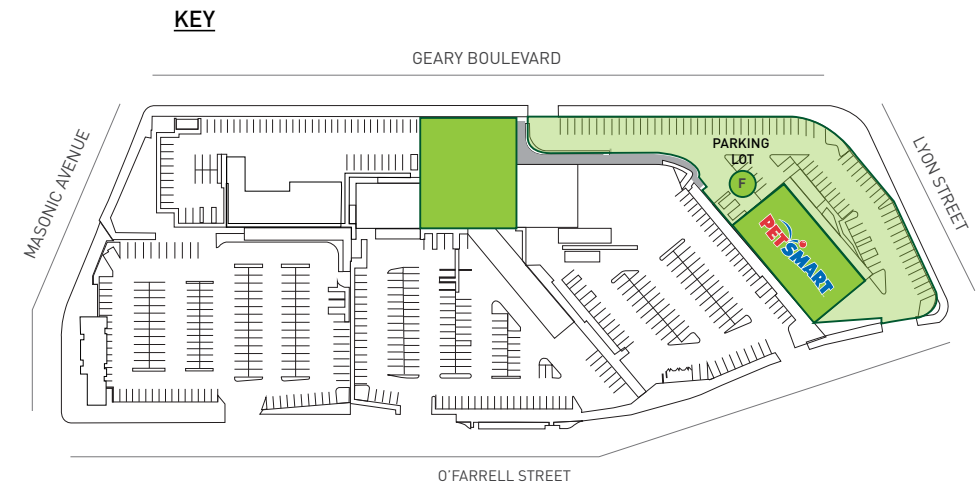 KEY
GEARY BOULEVARD
MASONIC AVENUE
PARKING
LOT
F
LYON STREET
PETSMART
O'FARRELL STREET